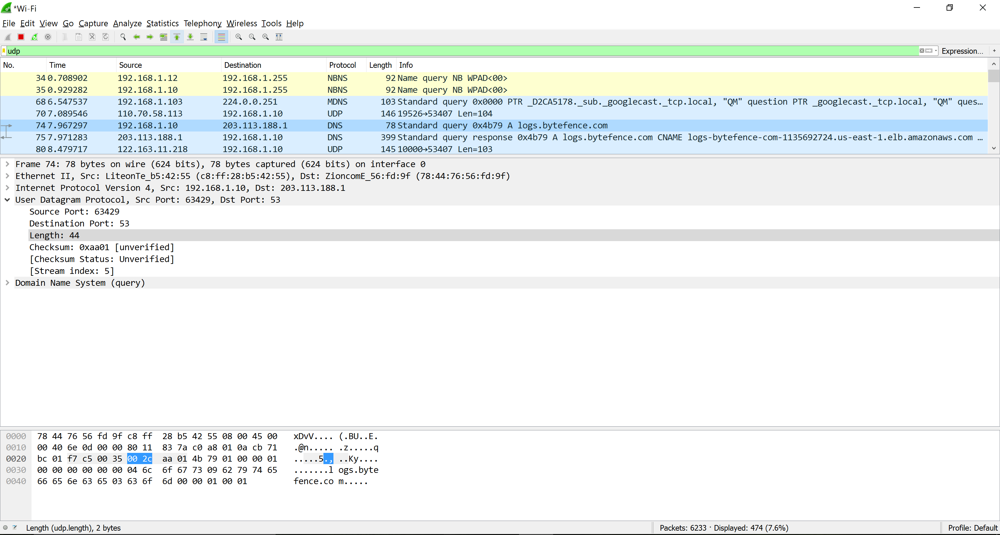 *Wi-Fi
File Edit View Go Capture Analyze Statistics Telephony Wireless Tools Help
udp Expression... +
No. Time Source Destination Protocol Length Info
34 0.708902 192.168.1.12 192.168.1.255 NBNS 92 Name query NB WPAD<00>
35 0.929282 192.168.1.10 192.168.1.255 NBNS 92 Name query NB WPAD<00>
68 6.547537 192.168.1.103 224.0.0.251 MDNS 103 Standard query 0x0000 PTR _D2CA5178._sub._googlecast._tcp.local, "QM" question PTR _googlecast._tcp.local, "QM" ques...
70 7.089546 110.70.58.113 192.168.1.10 UDP 146 19526→53407 Len=104
74 7.967297 192.168.1.10 203.113.188.1 DNS 78 Standard query 0x4b79 A logs.bytefence.com
75 7.971283 203.113.188.1 192.168.1.10 DNS 399 Standard query response 0x4b79 A logs.bytefence.com CNAME logs-bytefence-com-1135692724.us-east-1.elb.amazonaws.com ...
80 8.479717 122.163.11.218 192.168.1.10 UDP 145 10000→53407 Len=103
Frame 74: 78 bytes on wire (624 bits), 78 bytes captured (624 bits) on interface 0
Ethernet II, Src: LiteonTe_b5:42:55 (c8:ff:28:b5:42:55), Dst: ZioncomE_56:fd:9f (78:44:76:56:fd:9f)
Internet Protocol Version 4, Src: 192.168.1.10, Dst: 203.113.188.1
User Datagram Protocol, Src Port: 63429, Dst Port: 53
Source Port: 63429
Destination Port: 53
Length: 44
Checksum: 0xaa01 [unverified]
[Checksum Status: Unverified]
[Stream index: 5]
Domain Name System (query)
0000 78 44 76 56 fd 9f c8 ff 28 b5 42 55 08 00 45 00 xDvV.... (.BU..E.
0010 00 40 6e 0d 00 00 80 11 83 7a c0 a8 01 0a cb 71 .@n..... .z.....q
0020 bc 01 f7 c5 00 35 00 2c aa 01 4b 79 01 00 00 01 .....5., ..Ky....
0030 00 00 00 00 00 00 04 6c 6f 67 73 09 62 79 74 65 .......l ogs.byte
0040 66 65 6e 63 65 03 63 6f 6d 00 00 01 00 01 fence.co m.....
Length (udp.length), 2 bytes Packets: 6233 · Displayed: 474 (7.6%) Profile: Default